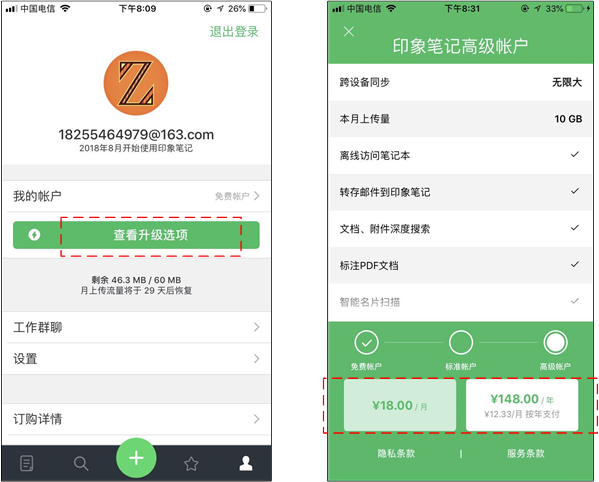 中国电信 下午8:09 26%
退出登录
Z
18255464979@163.com
2018年8月开始使用印象笔记
我的帐户 免费帐户
查看升级选项
剩余 46.3 MB / 60 MB
月上传流量将于 29 天后恢复
工作群聊
设置
订购详情
中国电信 下午8:31 33%
印象笔记高级帐户
跨设备同步 无限大
本月上传量 10 GB
离线访问笔记本
转存邮件到印象笔记
文档、附件深度搜索
标注PDF文档
智能名片扫描
免费帐户 标准帐户 高级帐户
¥18.00 / 月
¥148.00 / 年
¥12.33/月 按年支付
隐私条款 | 服务条款